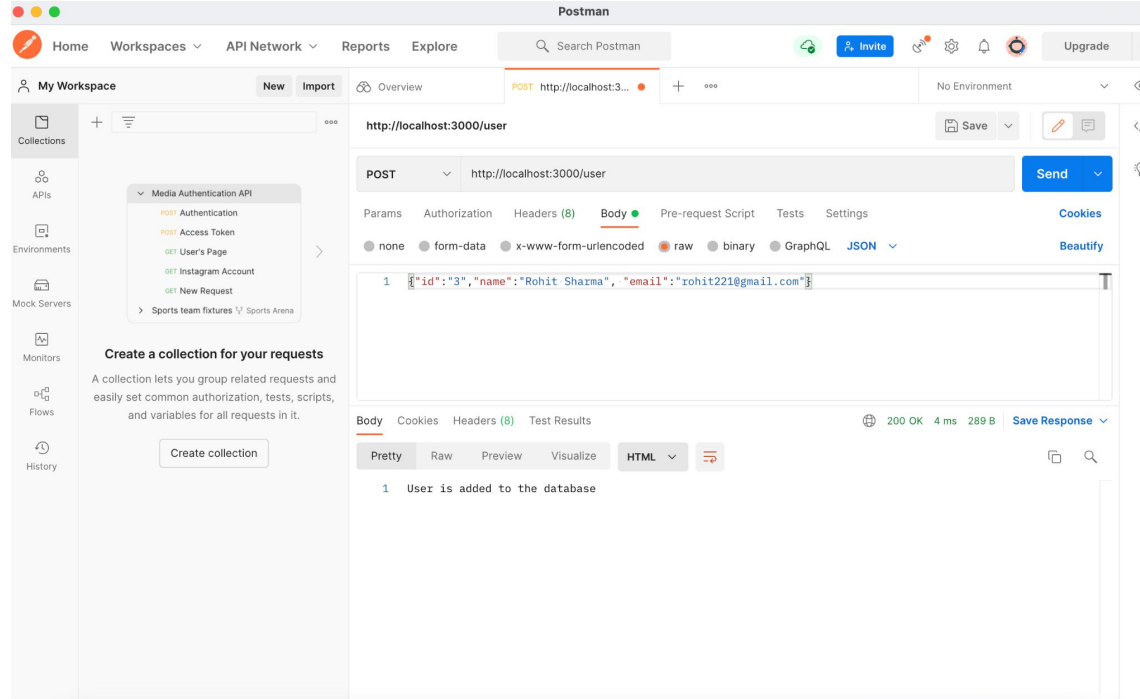 Postman
Home Workspaces API Network Reports Explore Search Postman Invite Upgrade
My Workspace New Import Overview POST http://localhost:3... No Environment
Collections
APIs
Environments
Mock Servers
Monitors
Flows
History
Media Authentication API
POST Authentication
POST Access Token
GET User's Page
GET Instagram Account
GET New Request
Sports team fixtures Sports Arena
Create a collection for your requests
A collection lets you group related requests and
easily set common authorization, tests, scripts,
and variables for all requests in it.
Create collection
http://localhost:3000/user Save
POST http://localhost:3000/user Send
Params Authorization Headers (8) Body Pre-request Script Tests Settings Cookies
none form-data x-www-form-urlencoded raw binary GraphQL JSON Beautify
1 {"id":"3","name":"Rohit Sharma", "email":"rohit221@gmail.com"}
Body Cookies Headers (8) Test Results 200 OK 4 ms 289 B Save Response
Pretty Raw Preview Visualize HTML
1 User is added to the database